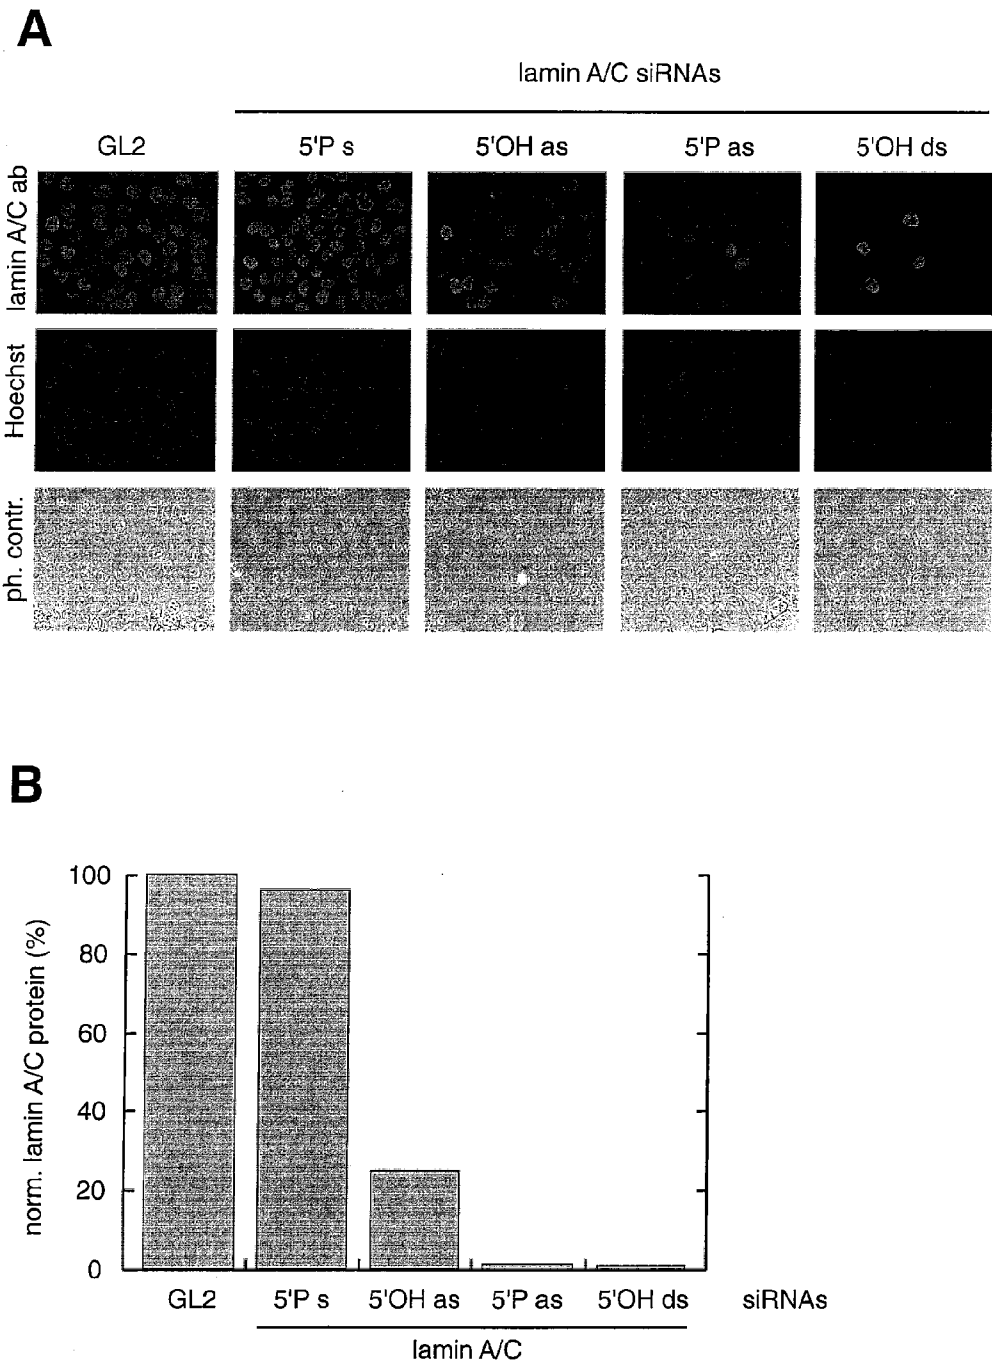 A
lamin A/C siRNAs
GL2 5'P s 5'OH as 5'P as 5'OH ds
lamin A/C ab
Hoechst
ph. contr.
B
norm. lamin A/C protein (%)
100
80
60
40
20
0
GL2 5'P s 5'OH as 5'P as 5'OH ds siRNAs
lamin A/C